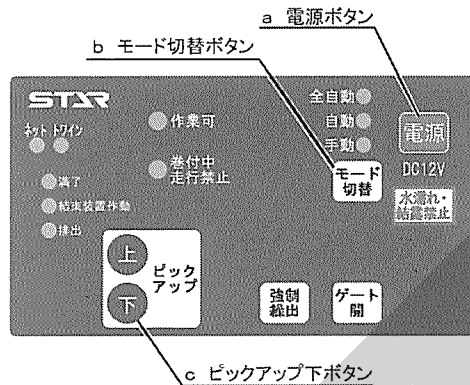 a 電源ボタン
b モード切替ボタン
STAR
全自動
自動
手動
電源
ネット トワイン
作業可
巻付中
走行禁止
モード
切替
DC12V
水濡れ・
結露禁止
満了
結束装置作動
排出
上
下
ピック
アップ
強制
繰出
ゲート
開
c ピックアップ下ボタン